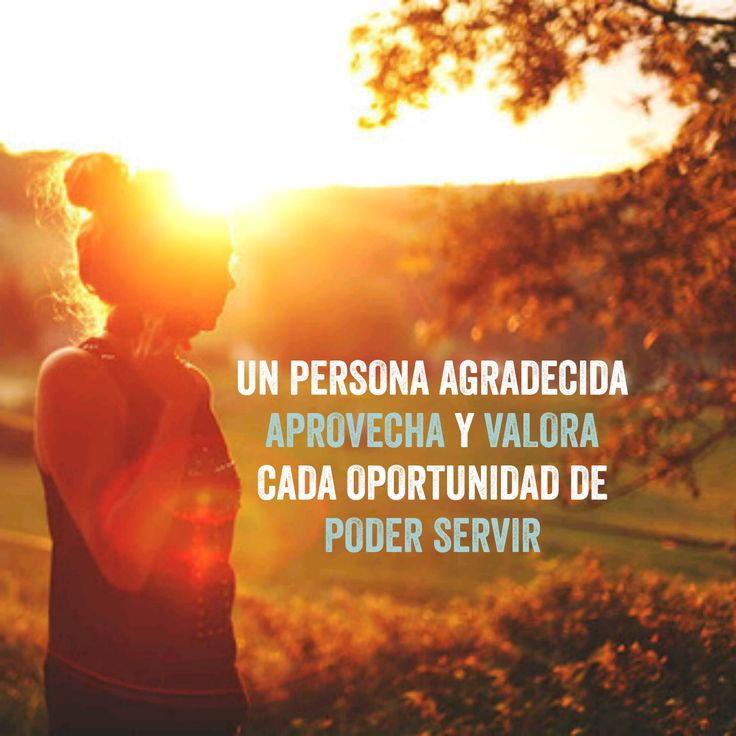 UN PERSONA AGRADECIDA
APROVECHA Y VALORA
CADA OPORTUNIDAD DE
PODER SERVIR